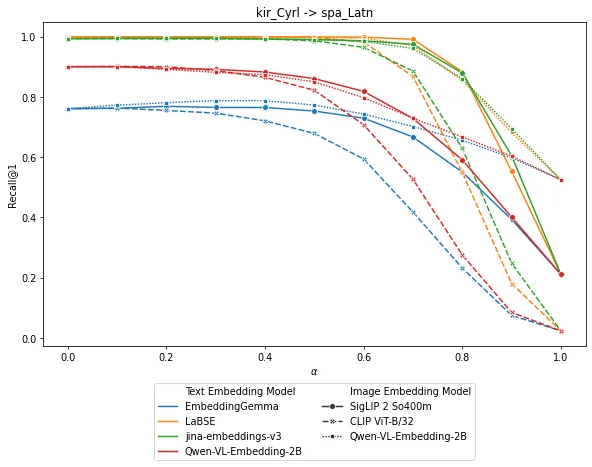 kir_Cyrl -> spa_Latn
Recall@1
1.0
0.8
0.6
0.4
0.2
0.0
0.0 0.2 0.4 0.6 0.8 1.0
α
Text Embedding Model
EmbeddingGemma
LaBSE
jina-embeddings-v3
Qwen-VL-Embedding-2B
Image Embedding Model
SigLIP 2 So400m
CLIP ViT-B/32
Qwen-VL-Embedding-2B